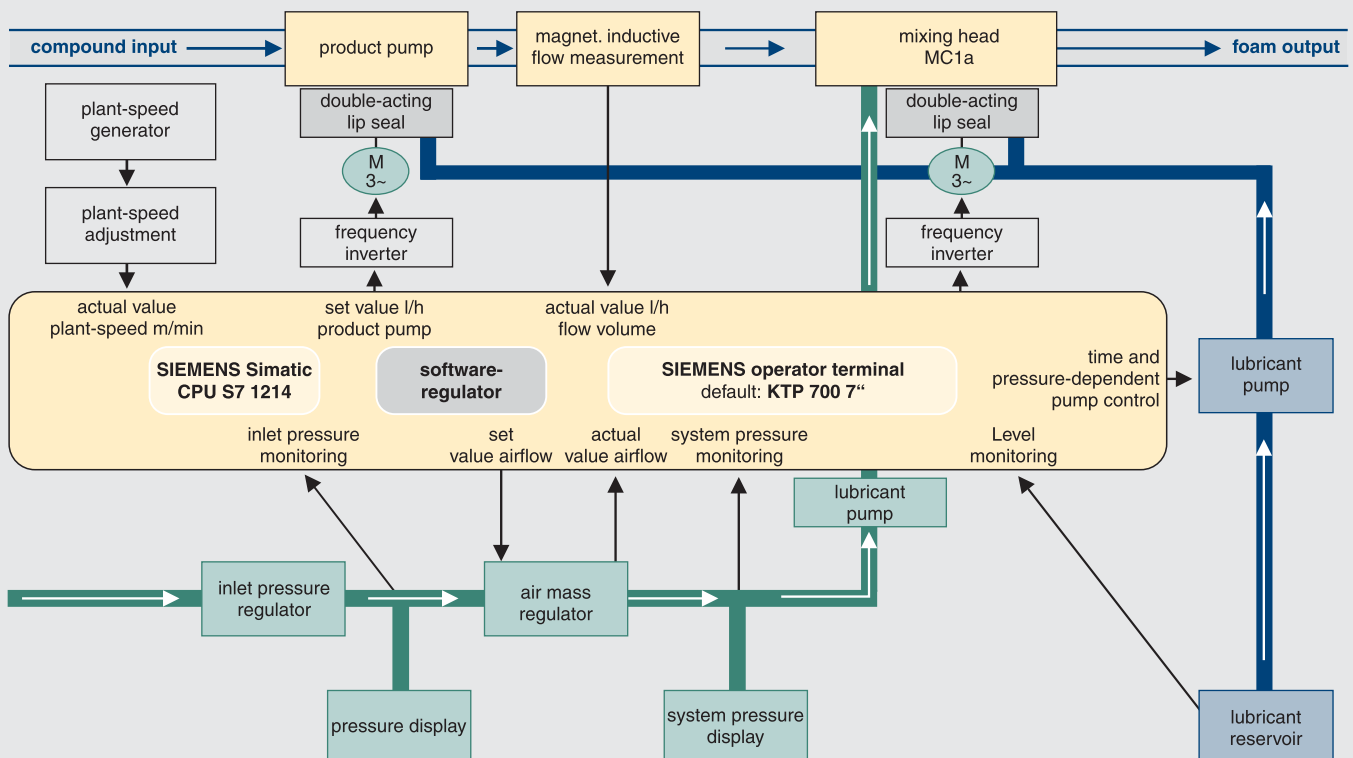 compound input
product pump
magnet. inductive
flow measurement
mixing head
MC1a
foam output
plant-speed
generator
double-acting
lip seal
double-acting
lip seal
M
3~
M
3~
plant-speed
adjustment
frequency
inverter
frequency
inverter
actual value
plant-speed m/min
set value l/h
product pump
actual value l/h
flow volume
SIEMENS Simatic
CPU S7 1214
software-
regulator
SIEMENS operator terminal
default: KTP 700 7“
time and
pressure-dependent
pump control
lubricant
pump
inlet pressure
monitoring
set
value airflow
actual
value airflow
system pressure
monitoring
Level
monitoring
lubricant
pump
inlet pressure
regulator
air mass
regulator
pressure display
system pressure
display
lubricant
reservoir